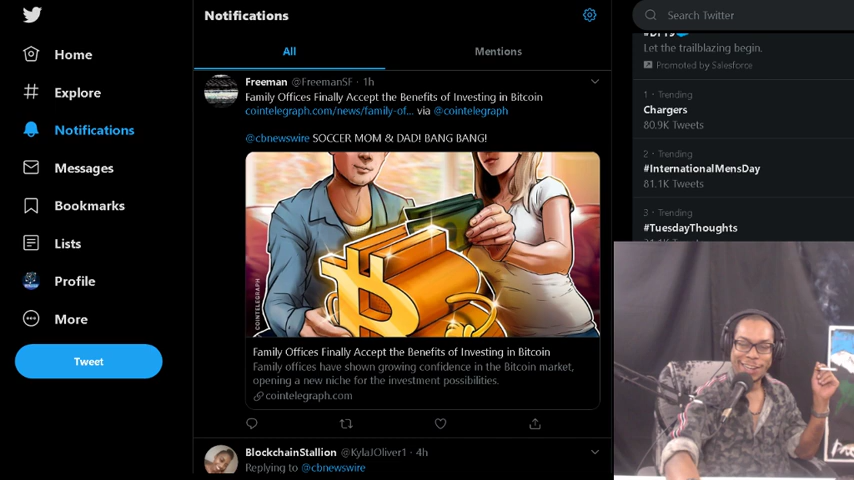 Home
Explore
Notifications
Messages
Bookmarks
Lists
Profile
More
Tweet
Notifications
All
Mentions
Freeman @FreemanSF · 1h
Family Offices Finally Accept the Benefits of Investing in Bitcoin
cointelegraph.com/news/family-of... via @cointelegraph
@cbnewswire SOCCER MOM & DAD! BANG BANG!
COINTELEGRAPH
Family Offices Finally Accept the Benefits of Investing in Bitcoin
Family offices have shown growing confidence in the Bitcoin market,
opening a new niche for the investment possibilities.
cointelegraph.com
BlockchainStallion @KylaJOliver1 · 4h
Replying to @cbnewswire
Search Twitter
#DF19
Let the trailblazing begin.
Promoted by Salesforce
1 · Trending
Chargers
80.9K Tweets
2 · Trending
#InternationalMensDay
81.1K Tweets
3 · Trending
#TuesdayThoughts